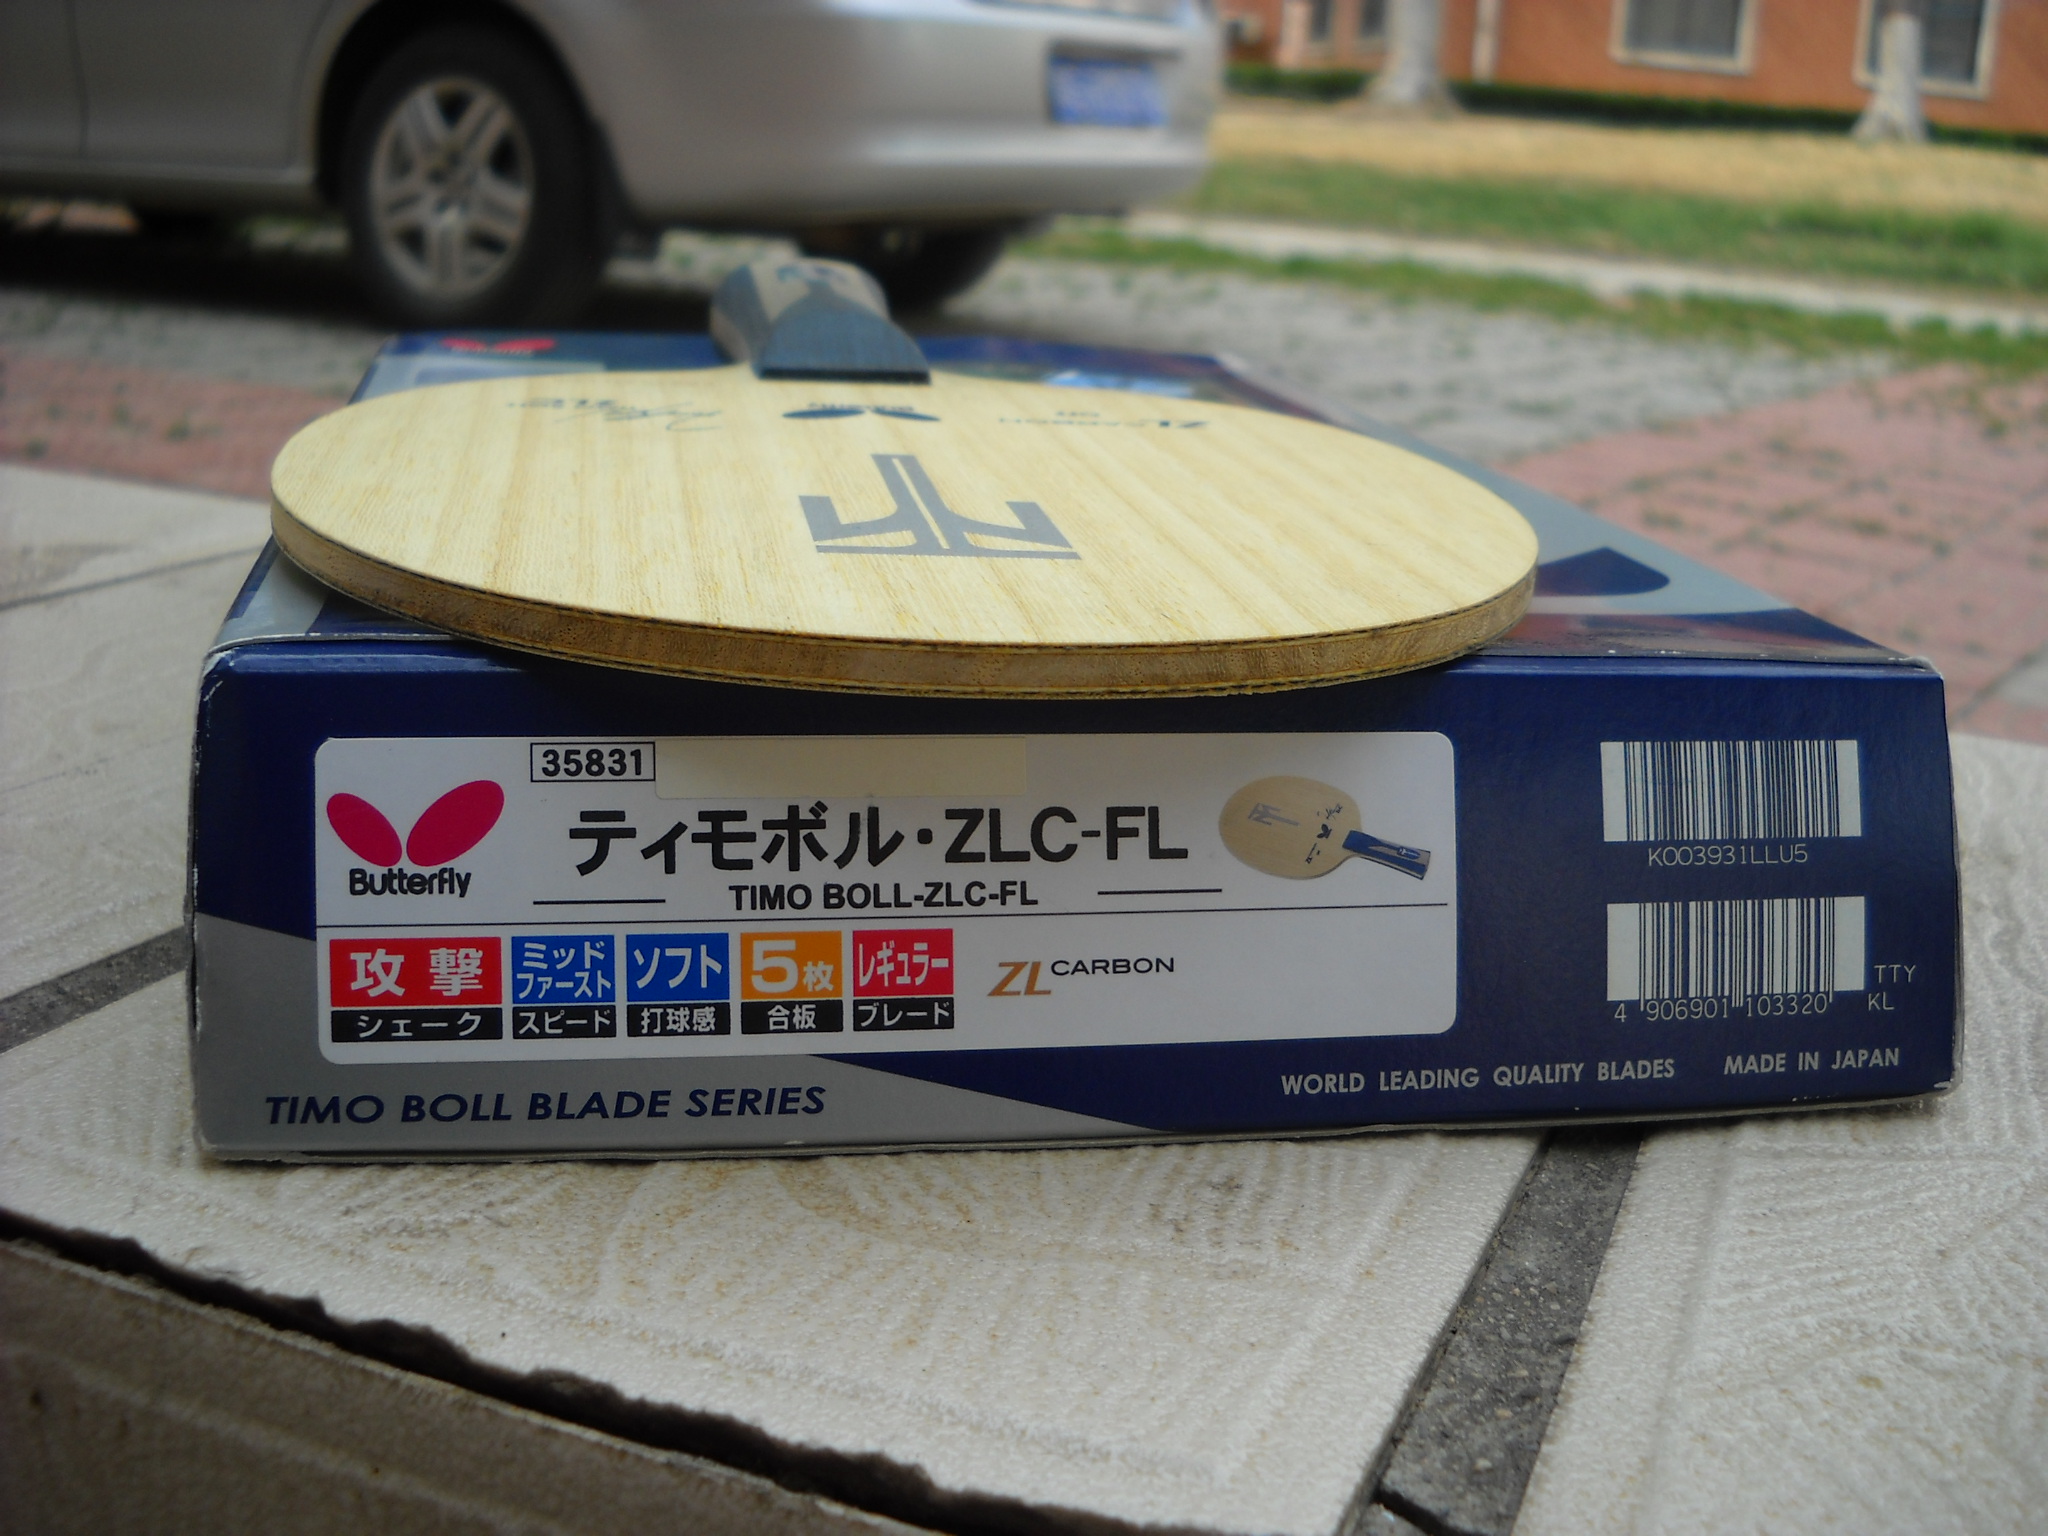 ZLCARBON
35831
Butterfly
ティモボル・ZLC-FL
TIMO BOLL-ZLC-FL
攻撃
シェーク
ミッド
ファースト
スピード
ソフト
打球感
5枚
合板
レギュラー
ブレード
ZL CARBON
K003931LLU5
4 906901 103320
TTY
KL
TIMO BOLL BLADE SERIES
WORLD LEADING QUALITY BLADES MADE IN JAPAN